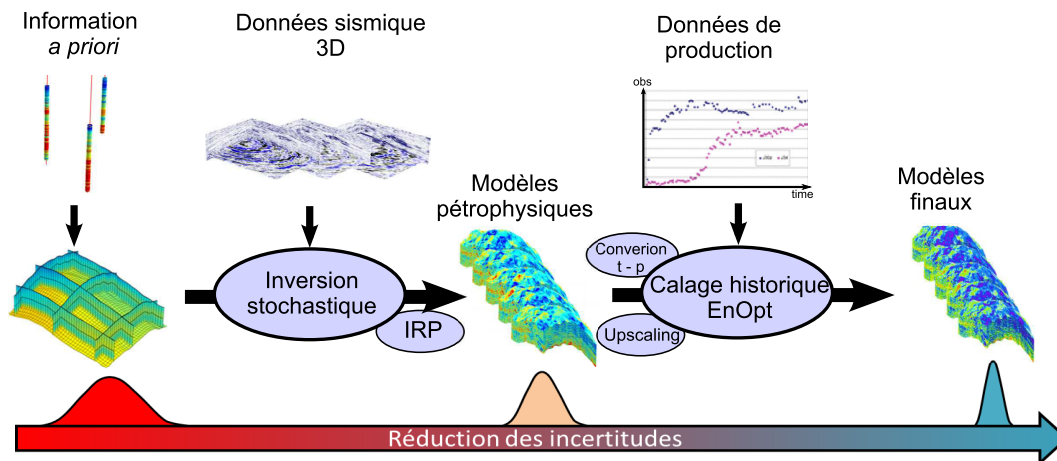 Information
a priori
Données sismique
3D
Données de
production
obs
time
Modèles
pétrophysiques
Modèles
finaux
Inversion
stochastique
IRP
Converion
t - p
Calage historique
EnOpt
Upscaling
Réduction des incertitudes